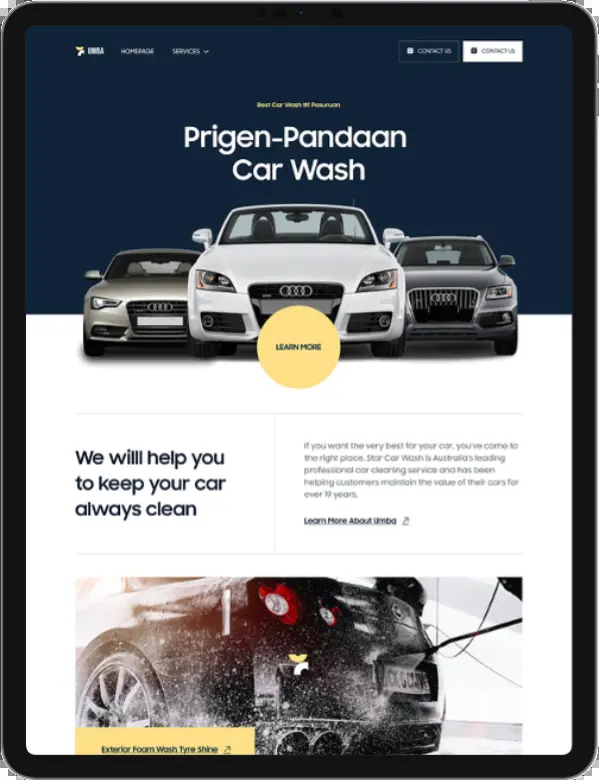 UMBA
HOMEPAGE
SERVICES
CONTACT US
CONTACT US
Best Car Wash #1 Pasuruan
Prigen-Pandaan
Car Wash
LEARN MORE
We willl help you
to keep your car
always clean
If you want the very best for your car, you've come to
the right place. Star Car Wash is Australia's leading
professional car cleaning service and has been
helping customers maintain the value of their cars for
over 19 years.
Learn More About Umba
Exterior Foam Wash Tyre Shine